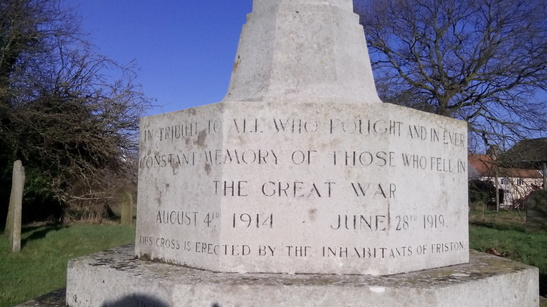 IN TRIBUTE TO ALL WHO FOUGHT AND IN EVER
CONSTANT MEMORY OF THOSE WHO FELL IN
THE GREAT WAR
AUGUST 4TH 1914 · JUNE 28TH 1919.
THIS CROSS IS ERECTED BY THE INHABITANTS OF FRISTON.